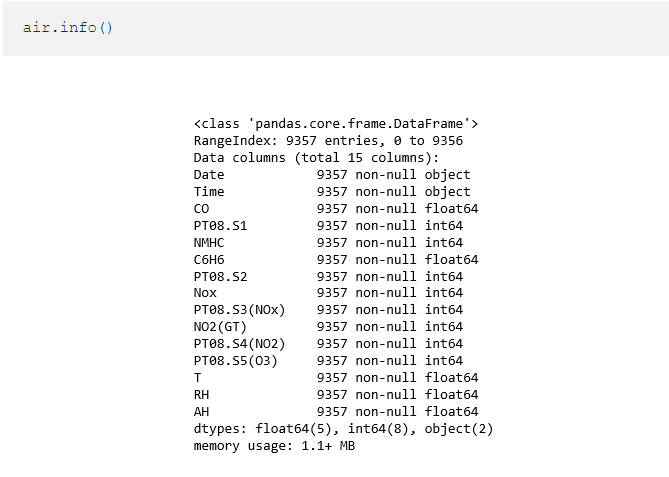 air.info()
<class 'pandas.core.frame.DataFrame'>
RangeIndex: 9357 entries, 0 to 9356
Data columns (total 15 columns):
Date 9357 non-null object
Time 9357 non-null object
CO 9357 non-null float64
PT08.S1 9357 non-null int64
NMHC 9357 non-null int64
C6H6 9357 non-null float64
PT08.S2 9357 non-null int64
Nox 9357 non-null int64
PT08.S3(NOx) 9357 non-null int64
NO2(GT) 9357 non-null int64
PT08.S4(NO2) 9357 non-null int64
PT08.S5(O3) 9357 non-null int64
T 9357 non-null float64
RH 9357 non-null float64
AH 9357 non-null float64
dtypes: float64(5), int64(8), object(2)
memory usage: 1.1+ MB